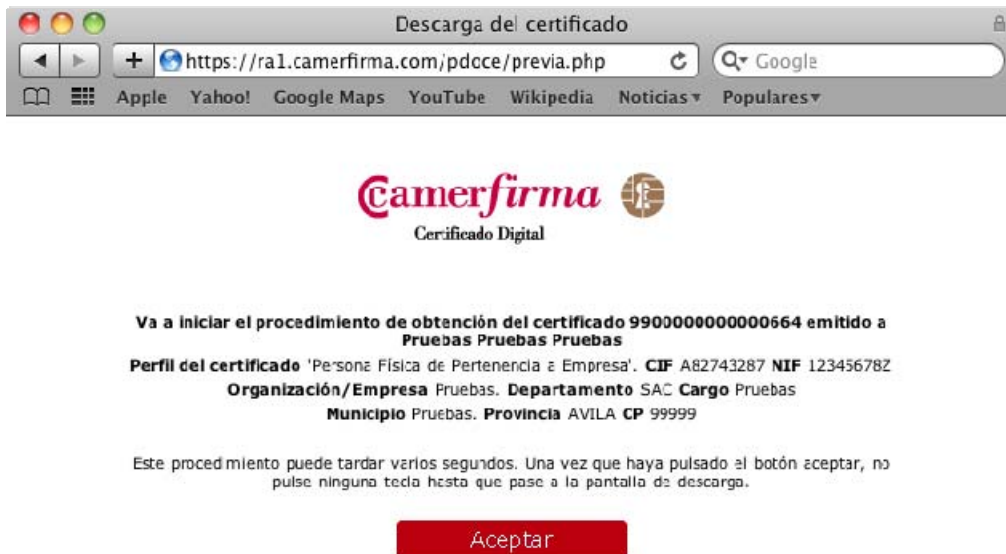 Descarga del certificado
https://ra1.camerfirma.com/pdoce/previa.php
Google
Apple Yahoo! Google Maps YouTube Wikipedia Noticias Populares
Camerfirma
Certificado Digital
Va a iniciar el procedimiento de obtención del certificado 9900000000000664 emitido a
Pruebas Pruebas Pruebas
Perfil del certificado 'Persona Física de Pertenencia a Empresa'. CIF A82743287 NIF 12345678Z
Organización/Empresa Pruebas. Departamento SAC Cargo Pruebas
Municipio Pruebas. Provincia AVILA CP 99999
Este procedimiento puede tardar varios segundos. Una vez que haya pulsado el botón aceptar, no
pulse ninguna tecla hasta que pase a la pantalla de descarga.
Aceptar